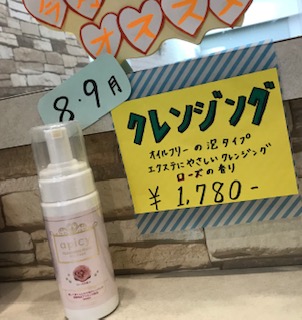 オススメ
8.9月
クレンジング
オイルフリーの泡タイプ
エクステにやさしいクレンジング
ローズの香り
¥1,780-
apicy